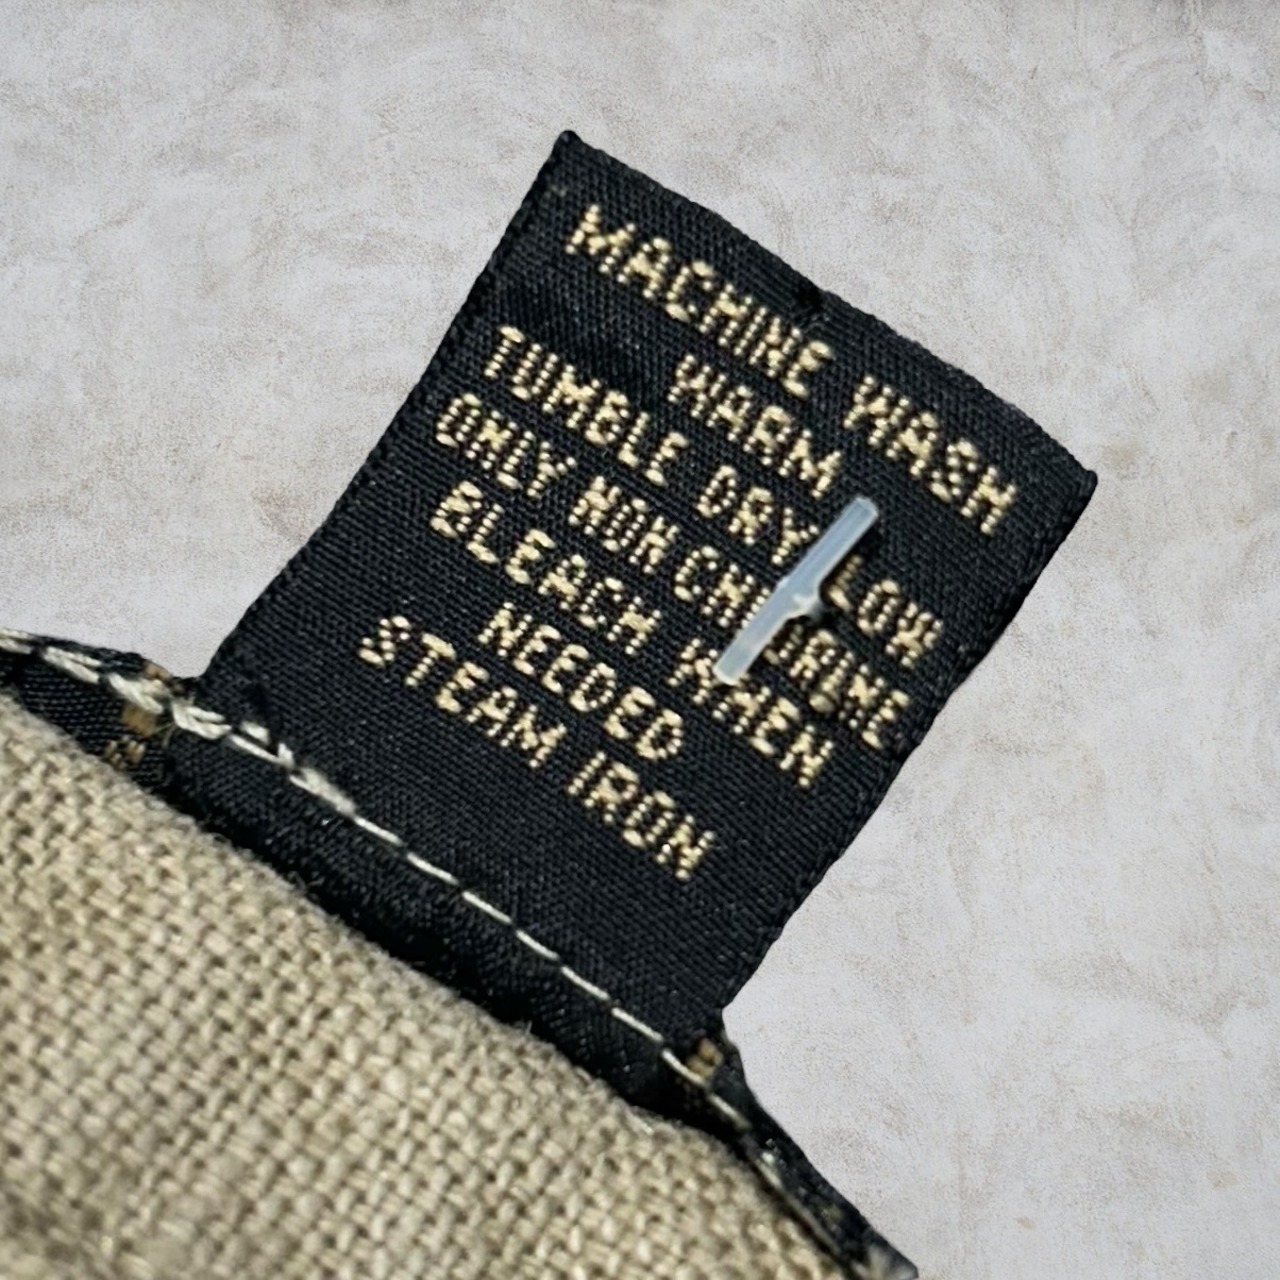 MACHINE WASH
WARM
TUMBLE DRY LOW
ONLY NON CHLORINE
BLEACH WHEN
NEEDED
STEAM IRON